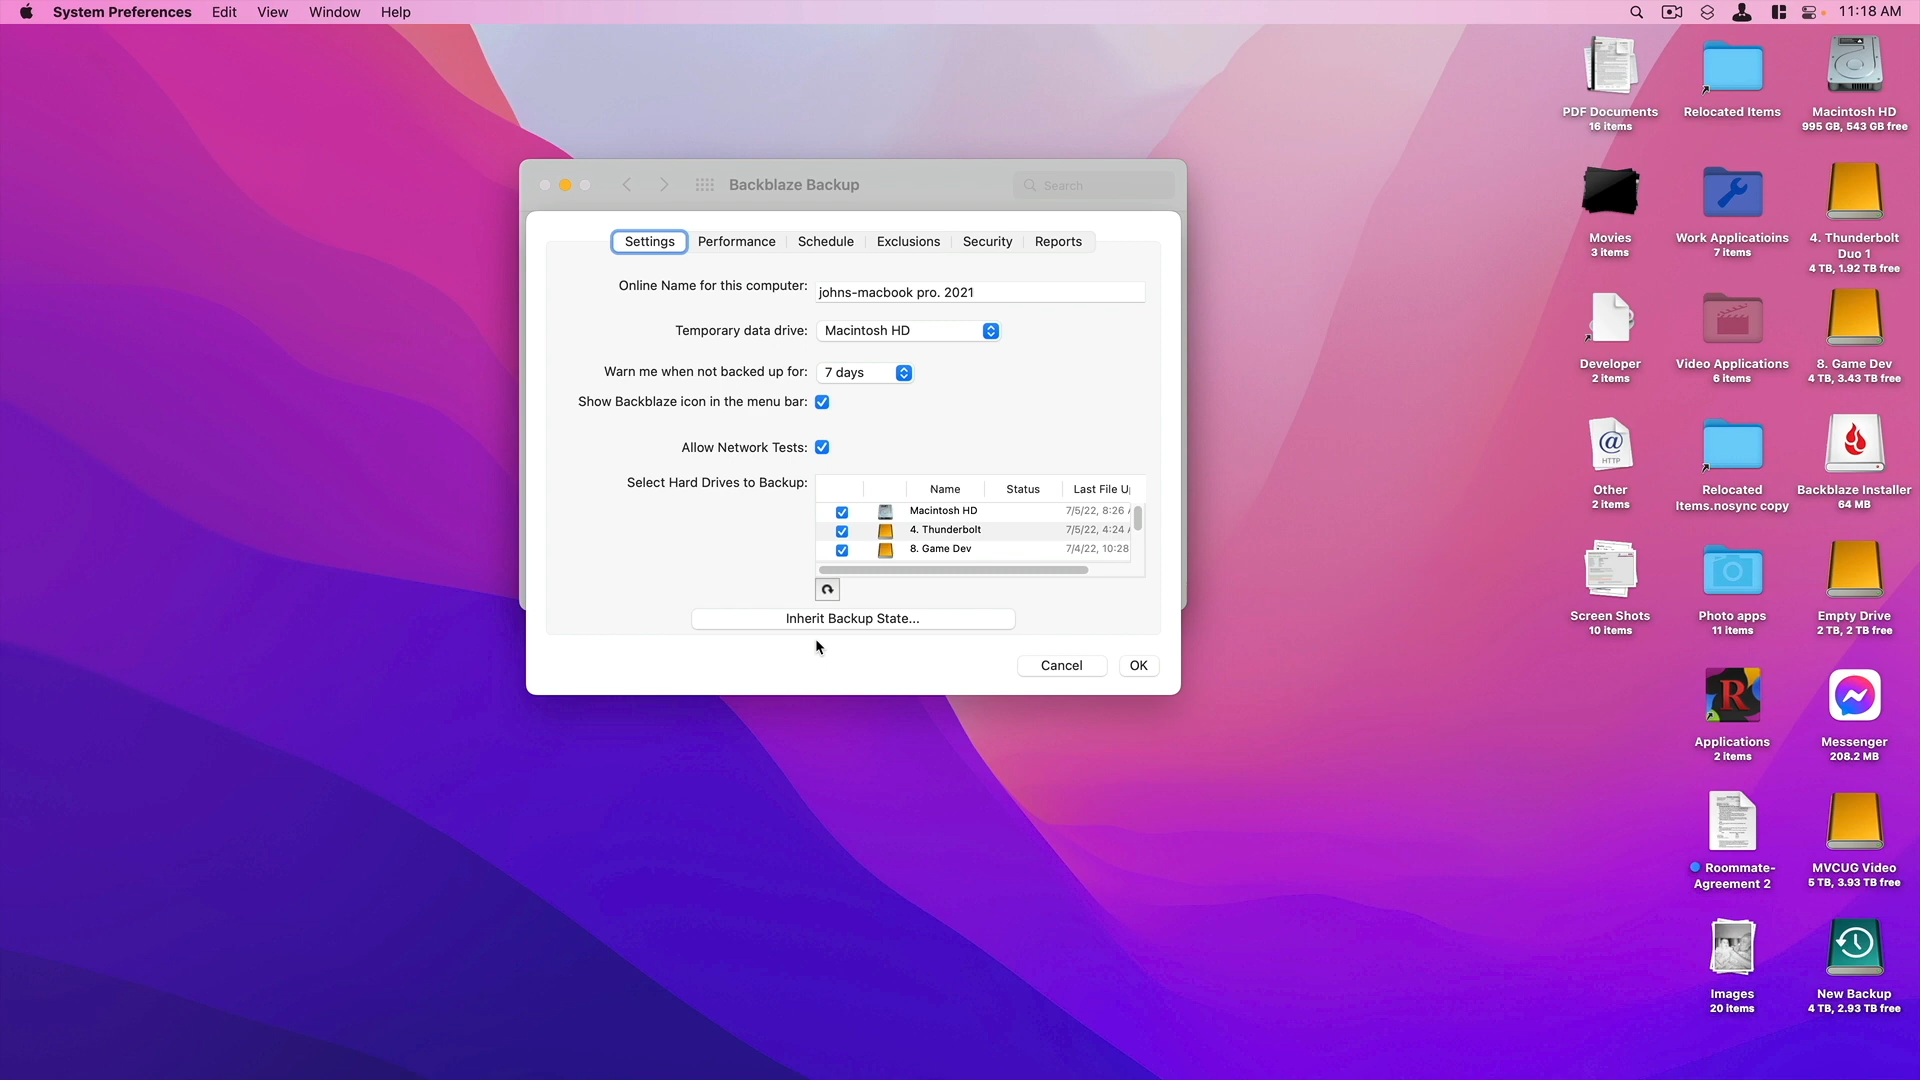 System Preferences Edit View Window Help
11:18 AM
Backblaze Backup
Search
Settings Performance Schedule Exclusions Security Reports
Online Name for this computer: johns-macbook pro. 2021
Temporary data drive: Macintosh HD
Warn me when not backed up for: 7 days
Show Backblaze icon in the menu bar:
Allow Network Tests:
Select Hard Drives to Backup:
Name Status Last File U
Macintosh HD 7/5/22, 8:26
4. Thunderbolt 7/5/22, 4:24
8. Game Dev 7/4/22, 10:28
Inherit Backup State...
Cancel OK
PDF Documents
16 items
Relocated Items
Macintosh HD
995 GB, 543 GB free
Movies
3 items
Work Applicatioins
7 items
4. Thunderbolt
Duo 1
4 TB, 1.92 TB free
Developer
2 items
Video Applications
6 items
8. Game Dev
4 TB, 3.43 TB free
HTTP
Other
2 items
Relocated
Items.nosync copy
Backblaze Installer
64 MB
Screen Shots
10 items
Photo apps
11 items
Empty Drive
2 TB, 2 TB free
R
Applications
2 items
Messenger
208.2 MB
Roommate-
Agreement 2
MVCUG Video
5 TB, 3.93 TB free
Images
20 items
New Backup
4 TB, 2.93 TB free